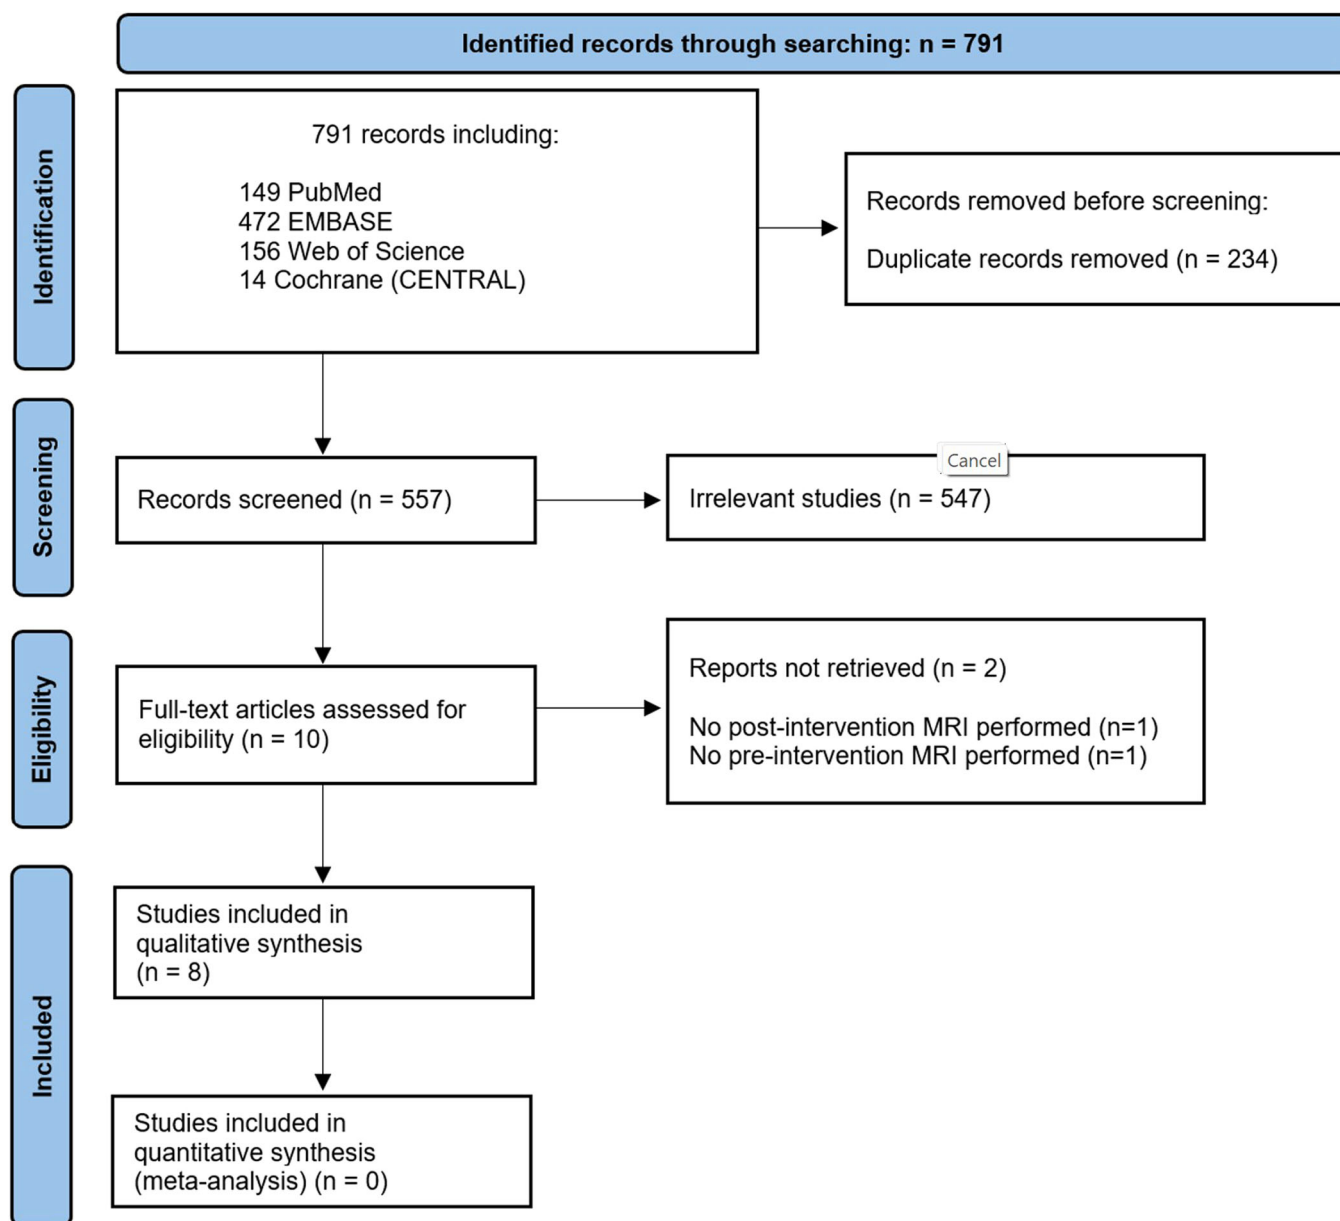 Identified records through searching: n = 791
Identification
791 records including:
149 PubMed
472 EMBASE
156 Web of Science
14 Cochrane (CENTRAL)
Records removed before screening:
Duplicate records removed (n = 234)
Screening
Records screened (n = 557)
Cancel
Irrelevant studies (n = 547)
Eligibility
Full-text articles assessed for
eligibility (n = 10)
Reports not retrieved (n = 2)
No post-intervention MRI performed (n=1)
No pre-intervention MRI performed (n=1)
Included
Studies included in
qualitative synthesis
(n = 8)
Studies included in
quantitative synthesis
(meta-analysis) (n = 0)